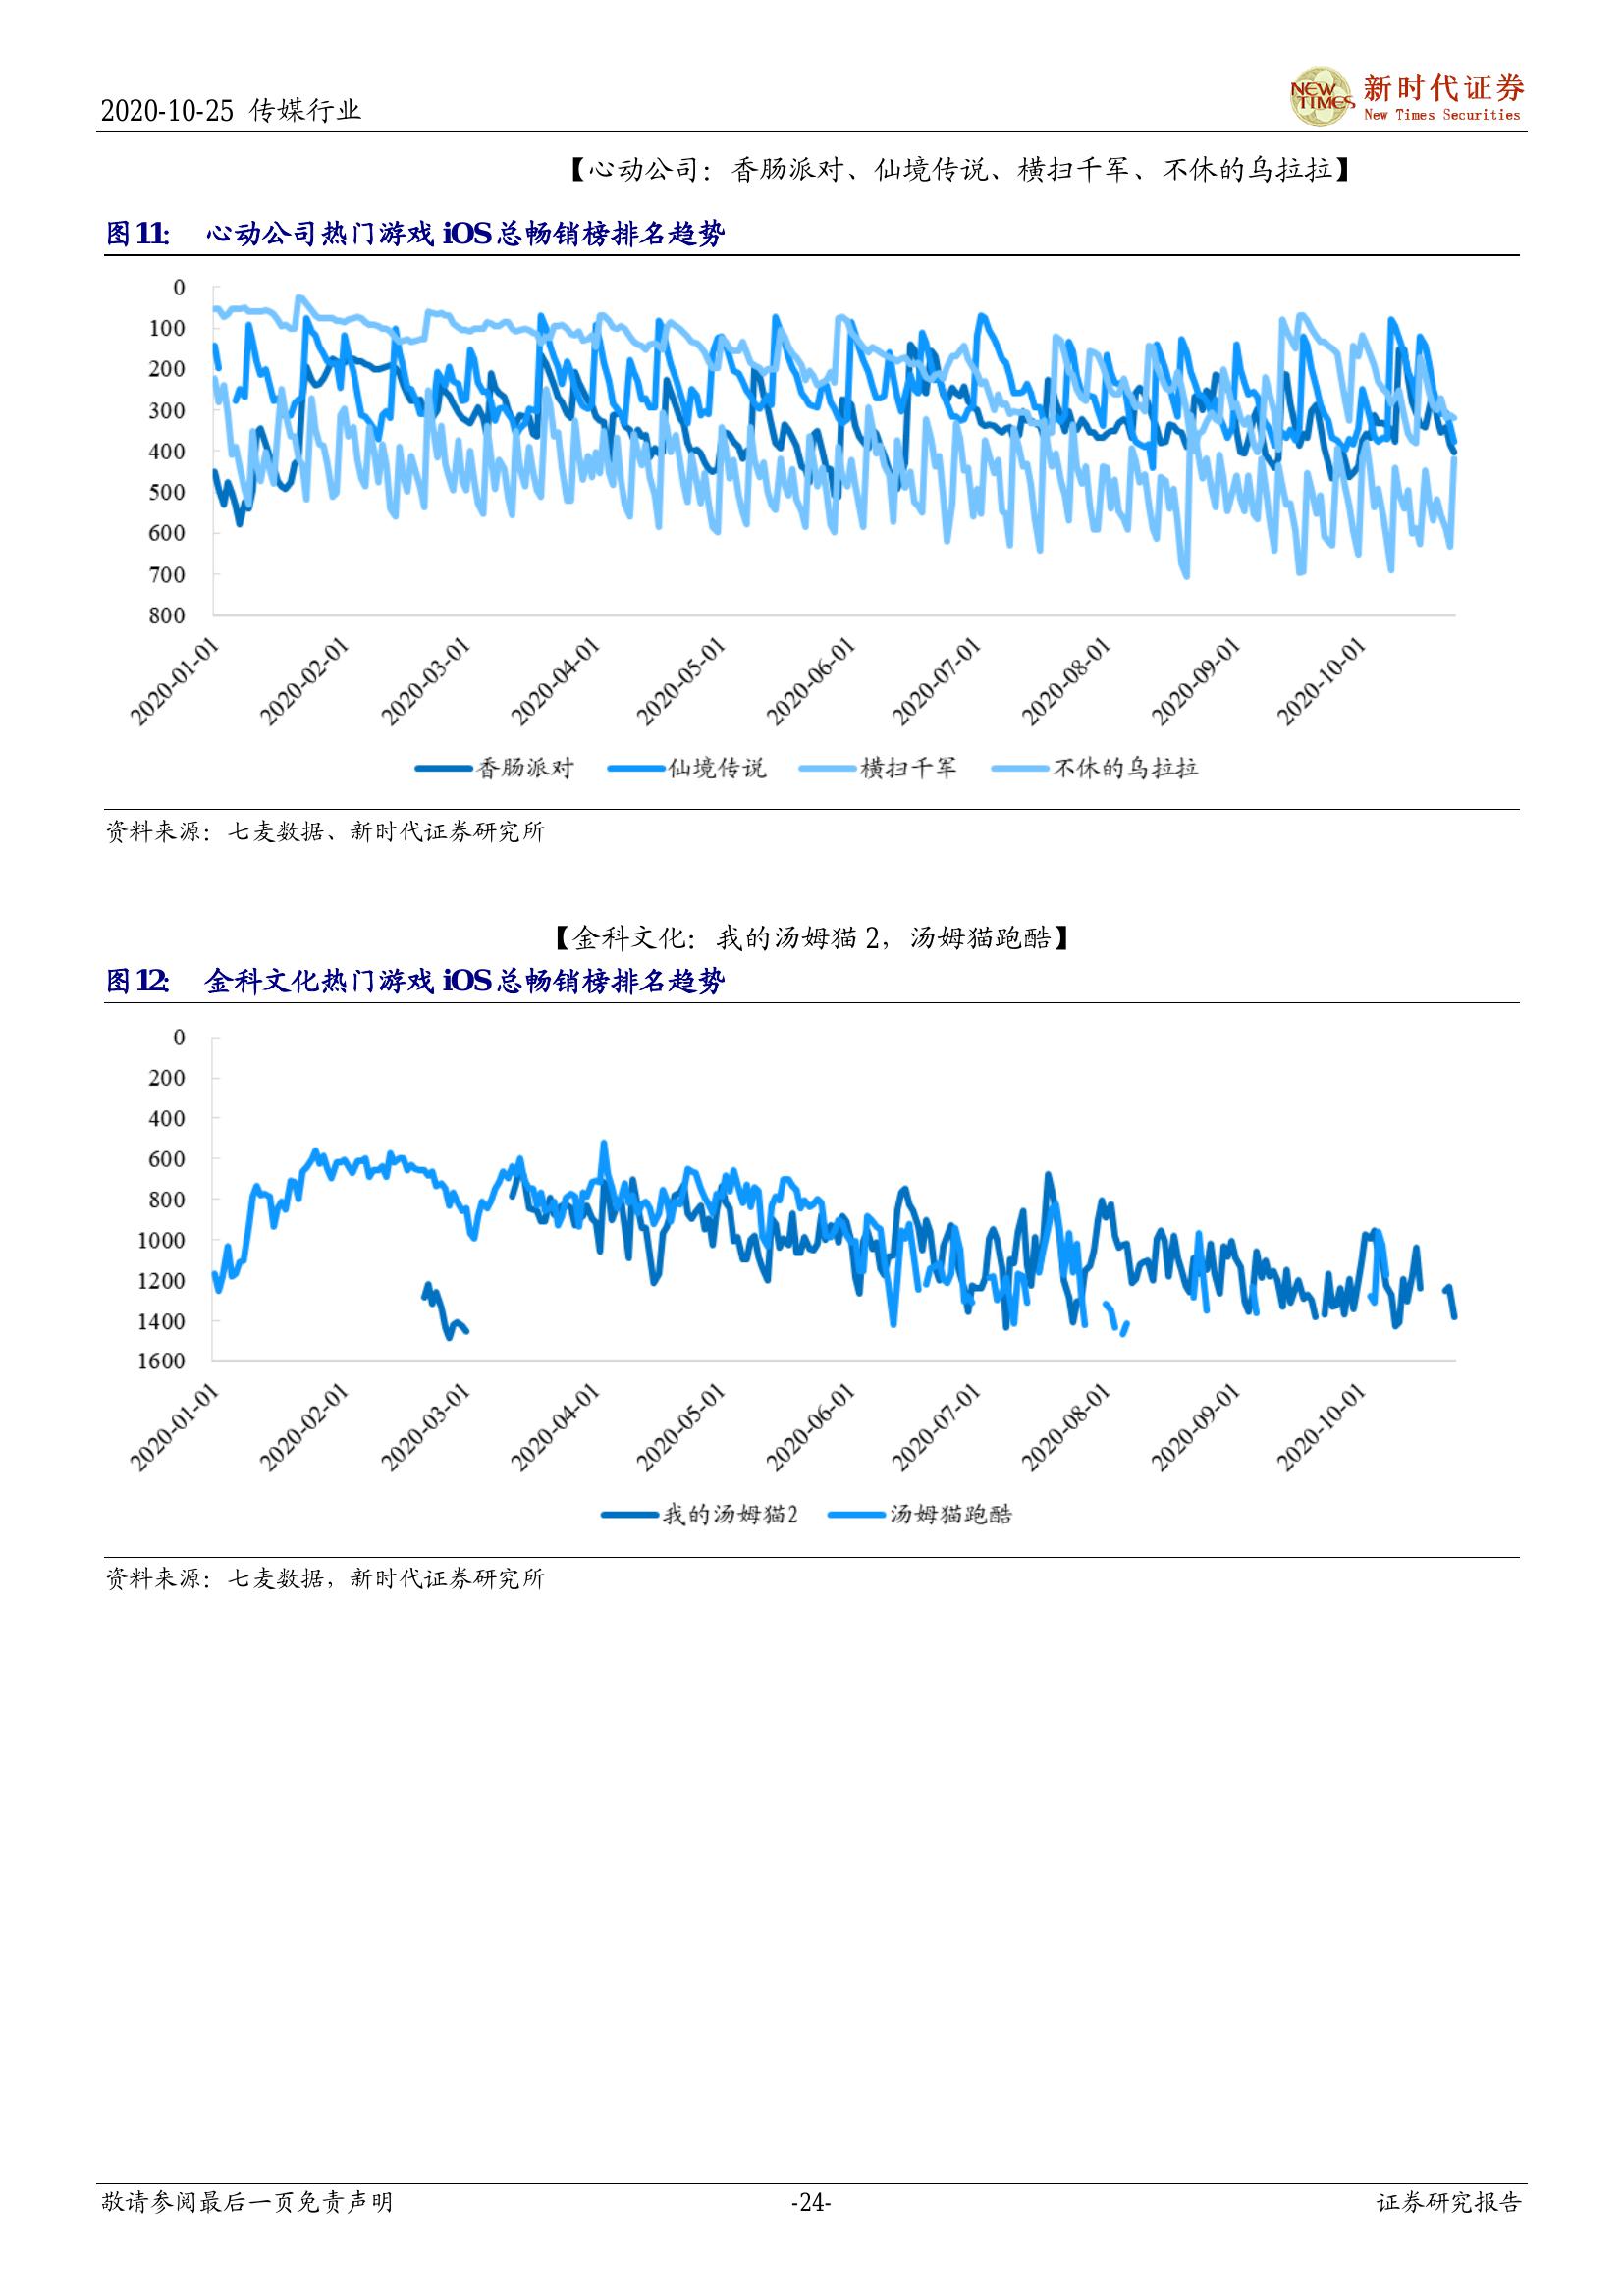 2020-10-25 传媒行业
NEW TIMES
新时代证券
New Times Securities
【心动公司：香肠派对、仙境传说、横扫千军、不休的乌拉拉】
图11： 心动公司热门游戏 iOS 总畅销榜排名趋势
0
100
200
300
400
500
600
700
800
2020-01-01
2020-02-01
2020-03-01
2020-04-01
2020-05-01
2020-06-01
2020-07-01
2020-08-01
2020-09-01
2020-10-01
香肠派对 仙境传说 横扫千军 不休的乌拉拉
资料来源：七麦数据、新时代证券研究所
【金科文化：我的汤姆猫 2，汤姆猫跑酷】
图12： 金科文化热门游戏 iOS 总畅销榜排名趋势
0
200
400
600
800
1000
1200
1400
1600
2020-01-01
2020-02-01
2020-03-01
2020-04-01
2020-05-01
2020-06-01
2020-07-01
2020-08-01
2020-09-01
2020-10-01
我的汤姆猫2 汤姆猫跑酷
资料来源：七麦数据，新时代证券研究所
敬请参阅最后一页免责声明 -24- 证券研究报告